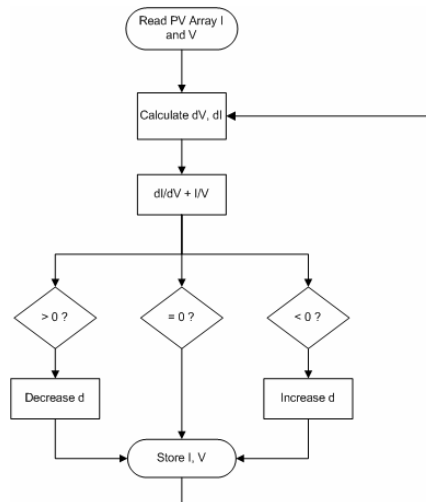 Read PV Array I
and V
Calculate dV, dI
dI/dV + I/V
> 0 ?
= 0 ?
< 0 ?
Decrease d
Increase d
Store I, V